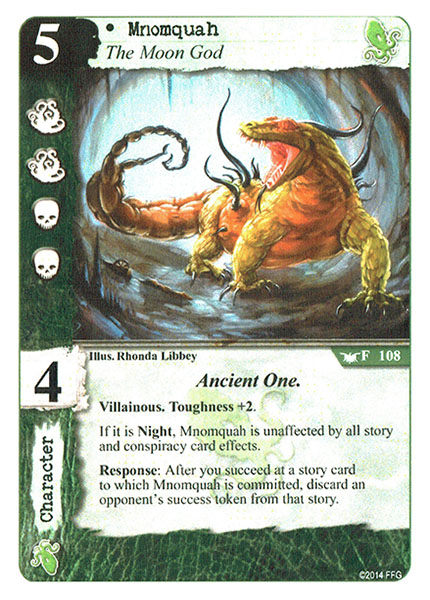 5
• Mnomquah
The Moon God
Illus. Rhonda Libbey
F 108
4
Character
Ancient One.
Villainous. Toughness +2.
If it is Night, Mnomquah is unaffected by all story
and conspiracy card effects.
Response: After you succeed at a story card
to which Mnomquah is committed, discard an
opponent's success token from that story.
©2014 FFG